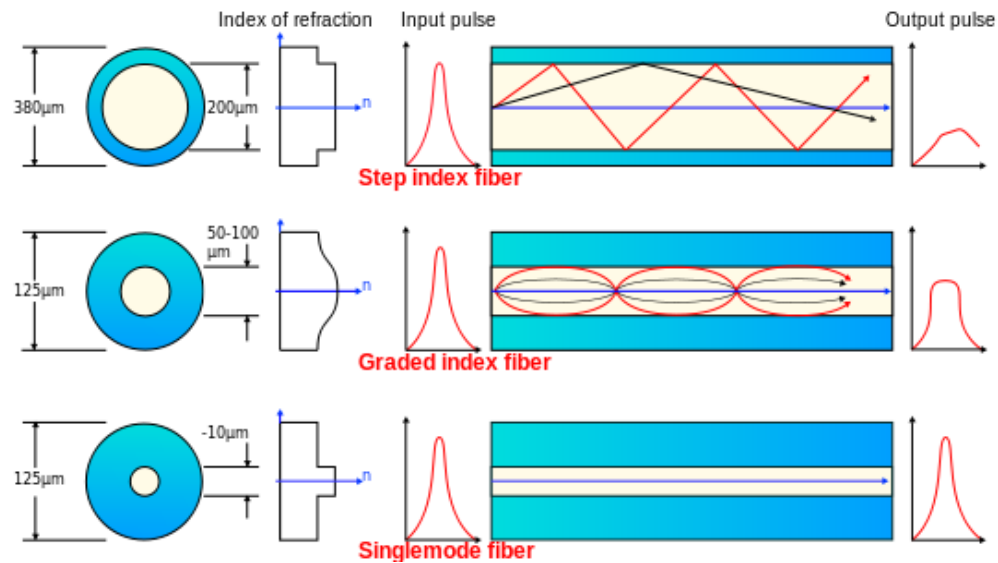 Index of refraction Input pulse Output pulse
380µm 200µm n
Step index fiber
50-100
µm
125µm n
Graded index fiber
-10µm
125µm n
Singlemode fiber